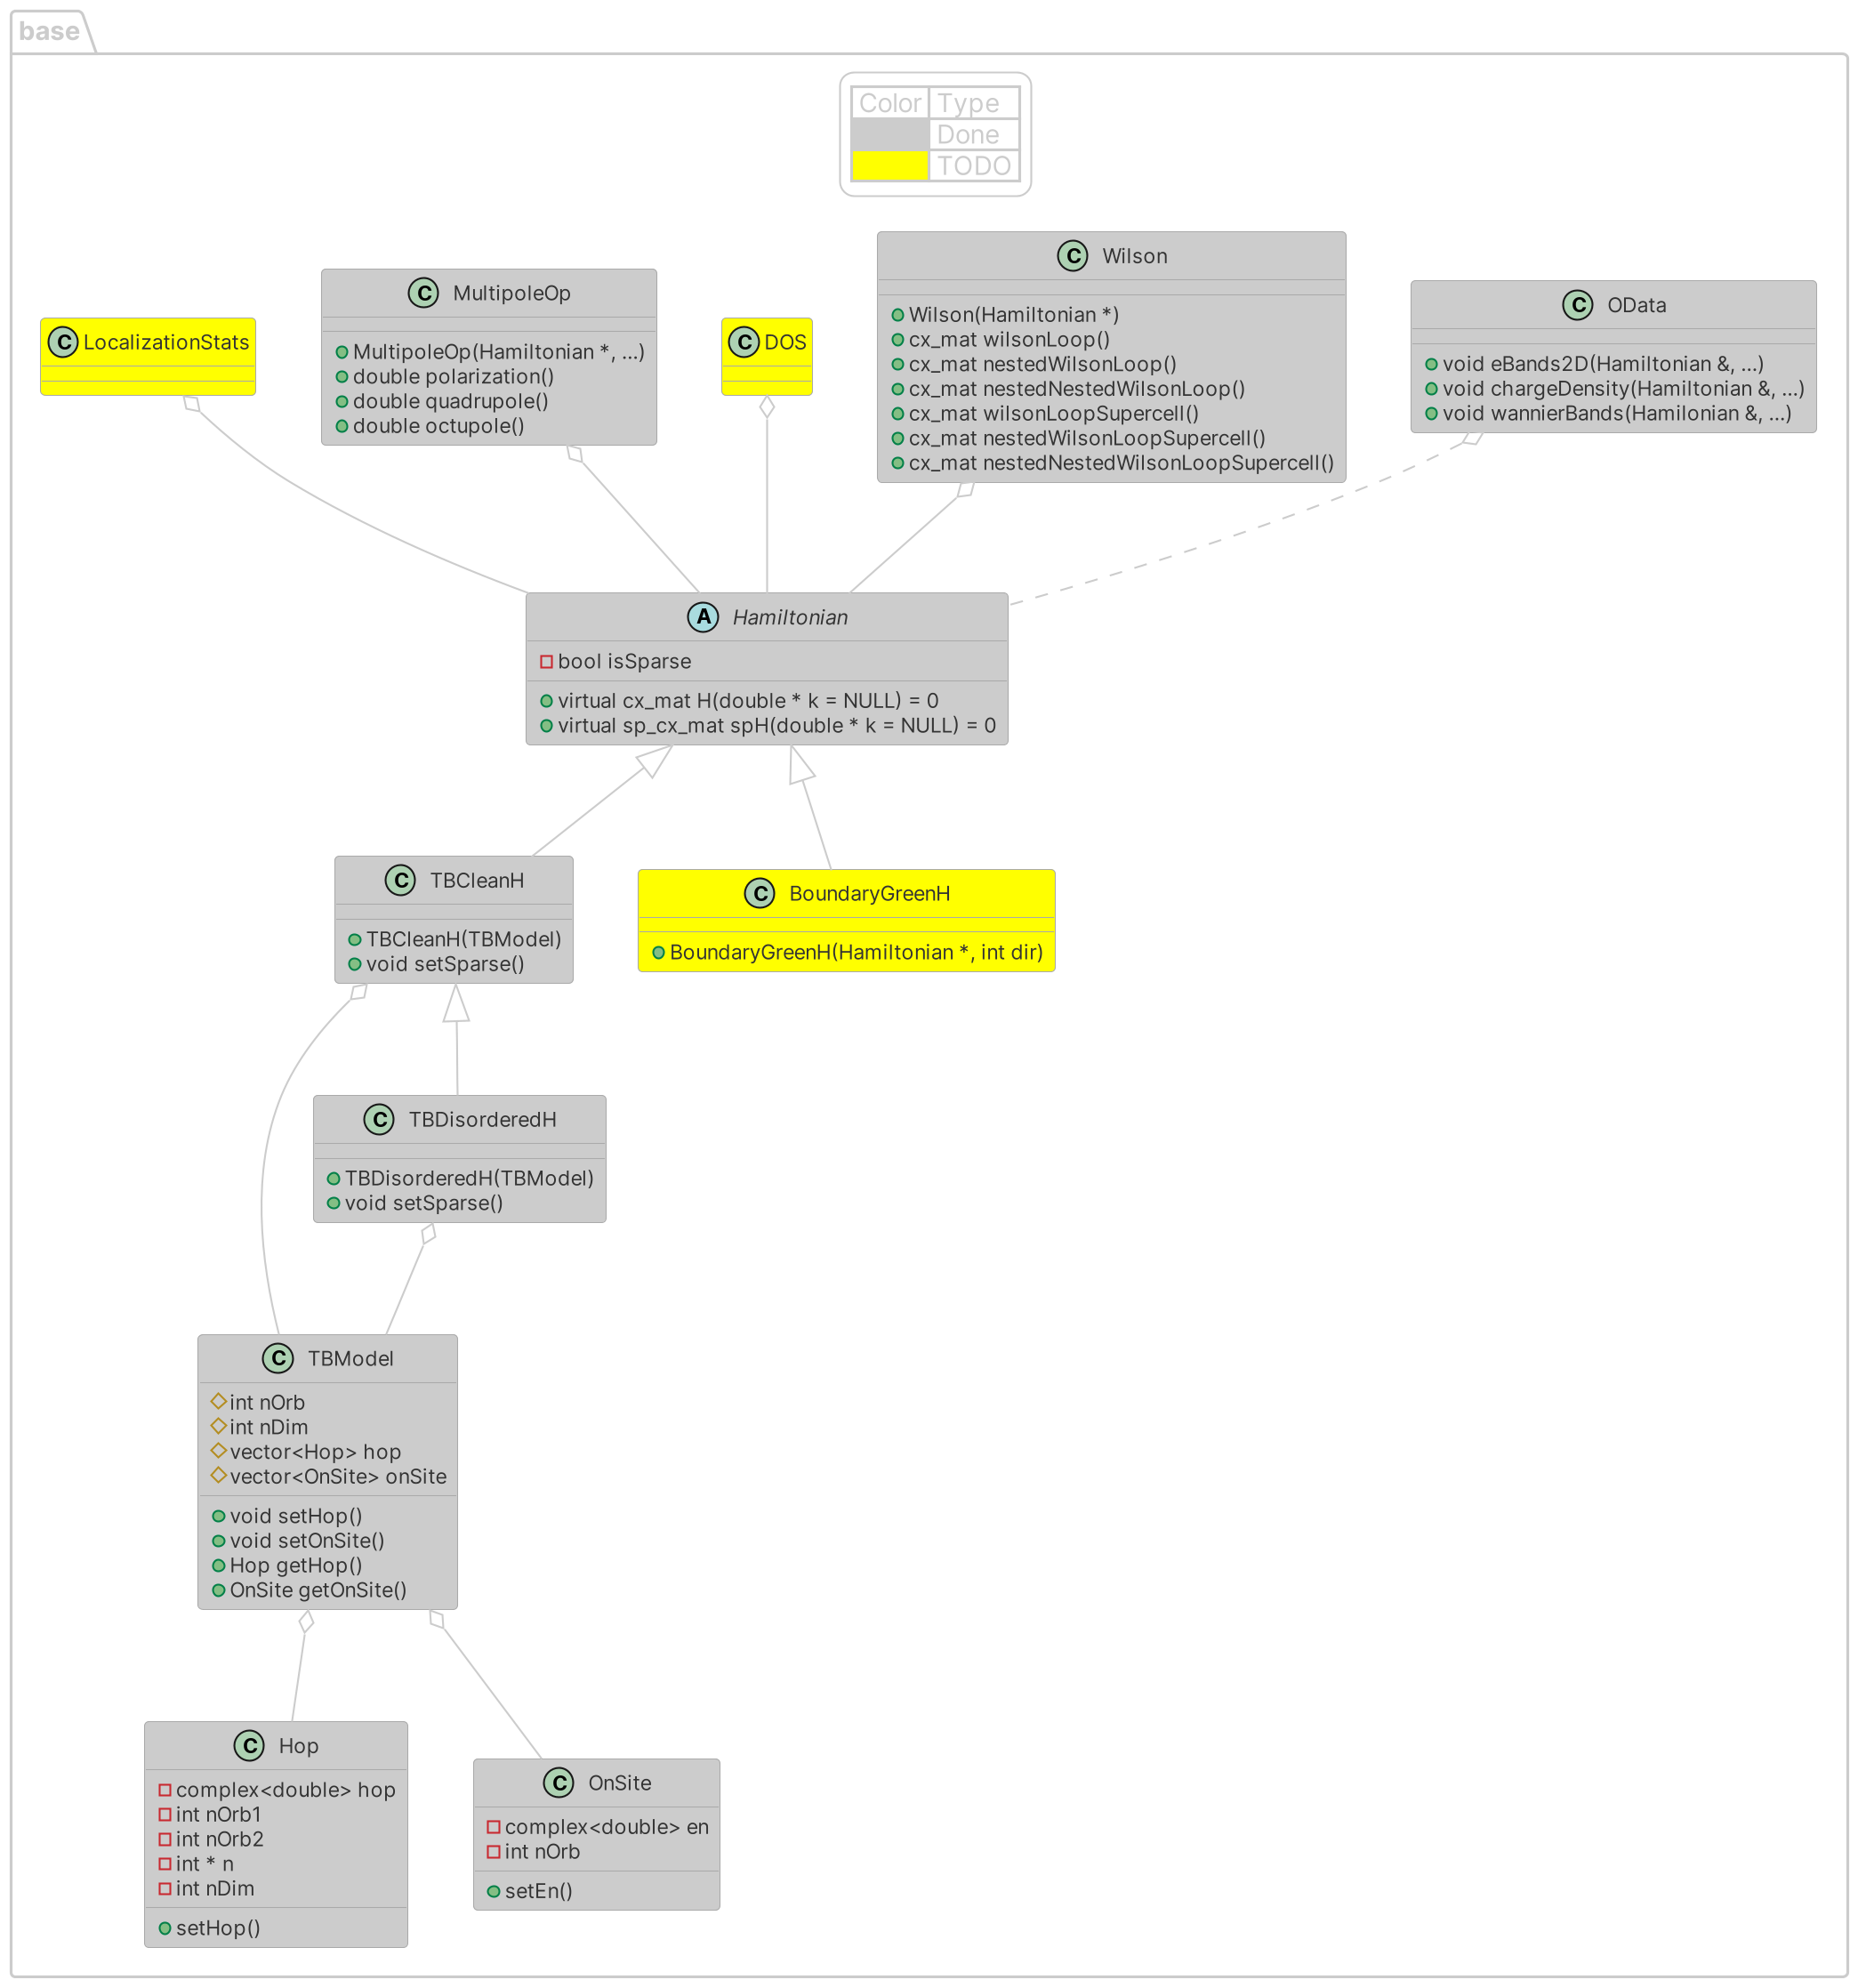 base
Color Type
Done
TODO
C LocalizationStats
C MultipoleOp
MultipoleOp(Hamiltonian *, ...)
double polarization()
double quadrupole()
double octupole()
C DOS
C Wilson
Wilson(Hamiltonian *)
cx_mat wilsonLoop()
cx_mat nestedWilsonLoop()
cx_mat nestedNestedWilsonLoop()
cx_mat wilsonLoopSupercell()
cx_mat nestedWilsonLoopSupercell()
cx_mat nestedNestedWilsonLoopSupercell()
C OData
void eBands2D(Hamiltonian &, ...)
void chargeDensity(Hamiltonian &, ...)
void wannierBands(Hamilonian &, ...)
A Hamiltonian
bool isSparse
virtual cx_mat H(double * k = NULL) = 0
virtual sp_cx_mat spH(double * k = NULL) = 0
C TBCleanH
TBCleanH(TBModel)
void setSparse()
C BoundaryGreenH
BoundaryGreenH(Hamiltonian *, int dir)
C TBDisorderedH
TBDisorderedH(TBModel)
void setSparse()
C TBModel
int nOrb
int nDim
vector<Hop> hop
vector<OnSite> onSite
void setHop()
void setOnSite()
Hop getHop()
OnSite getOnSite()
C Hop
complex<double> hop
int nOrb1
int nOrb2
int * n
int nDim
setHop()
C OnSite
complex<double> en
int nOrb
setEn()